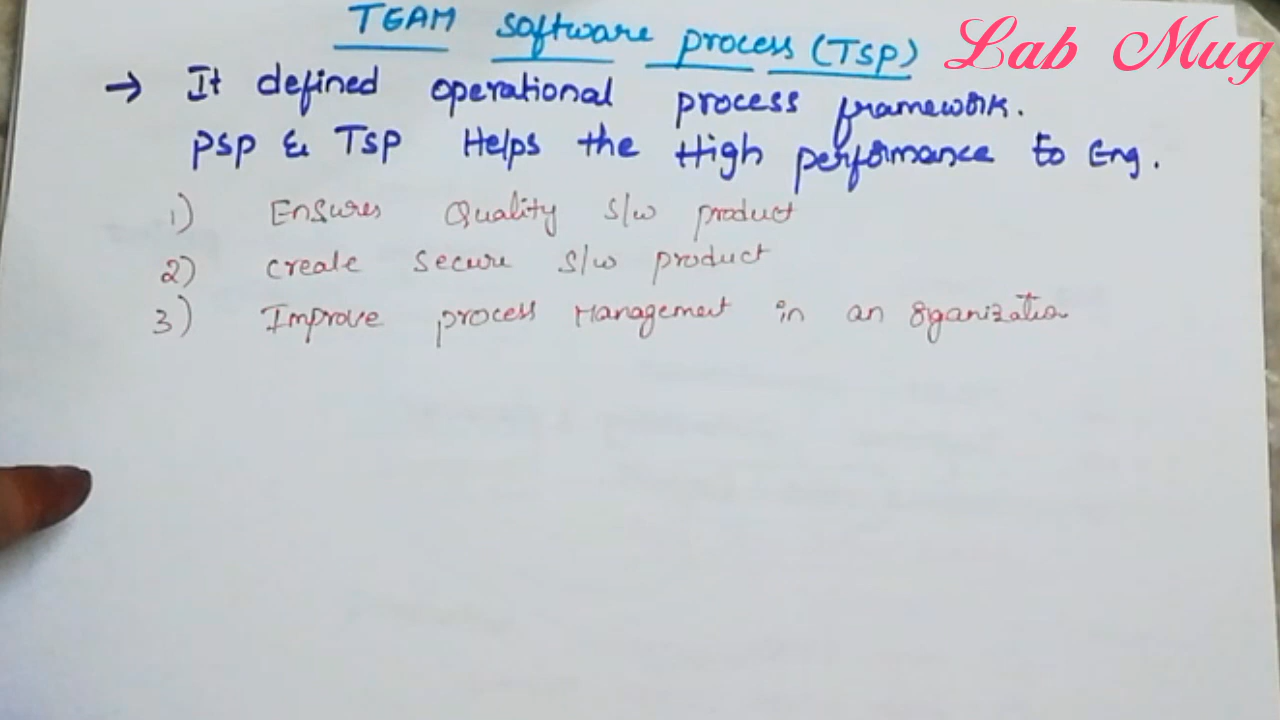 TEAM software process (TSP)
Lab Mug
→ It defined operational process framework.
PSP & TSP Helps the High performance to Eng.
1) Ensures Quality s/w product
2) create secure s/w product
3) Improve process Management in an organization